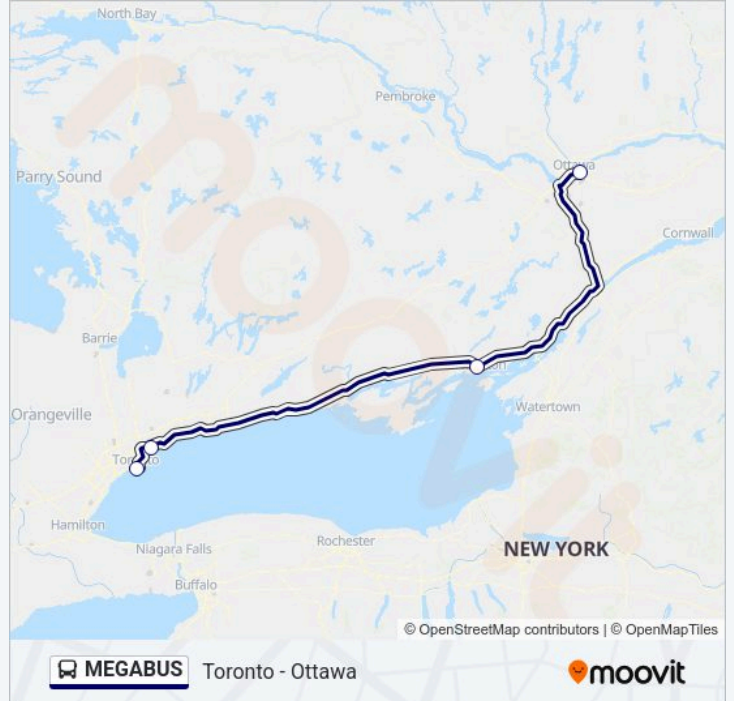 North Bay
Pembroke
Ottawa
Parry Sound
Cornwall
Barrie
Orangeville
Watertown
Toronto
Hamilton
Niagara Falls
Rochester
NEW YORK
Buffalo
moovit
© OpenStreetMap contributors | © OpenMapTiles
MEGABUS Toronto - Ottawa
moovit